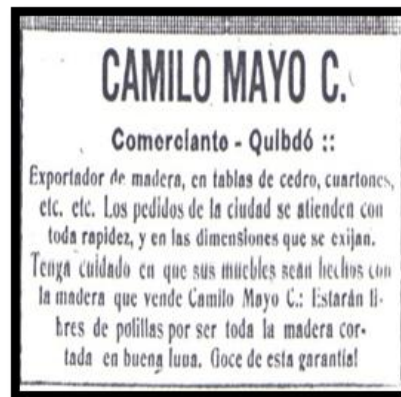 CAMILO MAYO C.
Comerciante - Quibdó ::
Exportador de madera, en tablas de cedro, cuartones,
etc. etc. Los pedidos de la ciudad se atienden con
toda rapidez, y en las dimensiones que se exijan.
Tenga cuidado en que sus muebles sean hechos con
la madera que vende Camilo Mayo C.: Estarán li-
bres de polillas por ser toda la madera cor-
tada en buena luna. Goce de esta garantía!